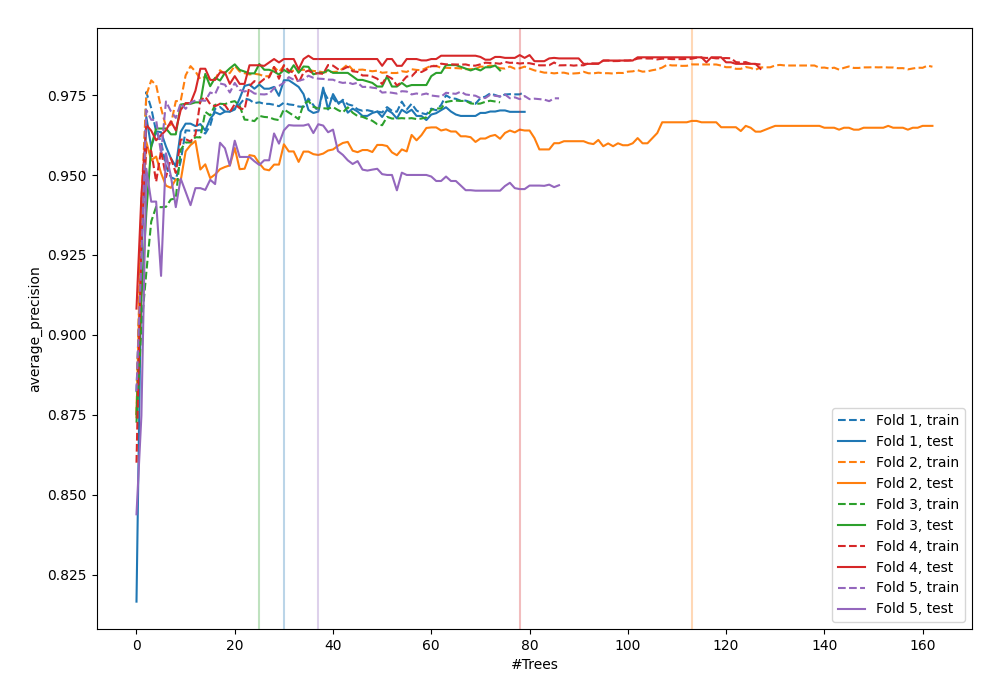 average_precision
0.975
0.950
0.925
0.900
0.875
0.850
0.825
0
20
40
60
80
100
120
140
160
#Trees
Fold 1, train
Fold 1, test
Fold 2, train
Fold 2, test
Fold 3, train
Fold 3, test
Fold 4, train
Fold 4, test
Fold 5, train
Fold 5, test